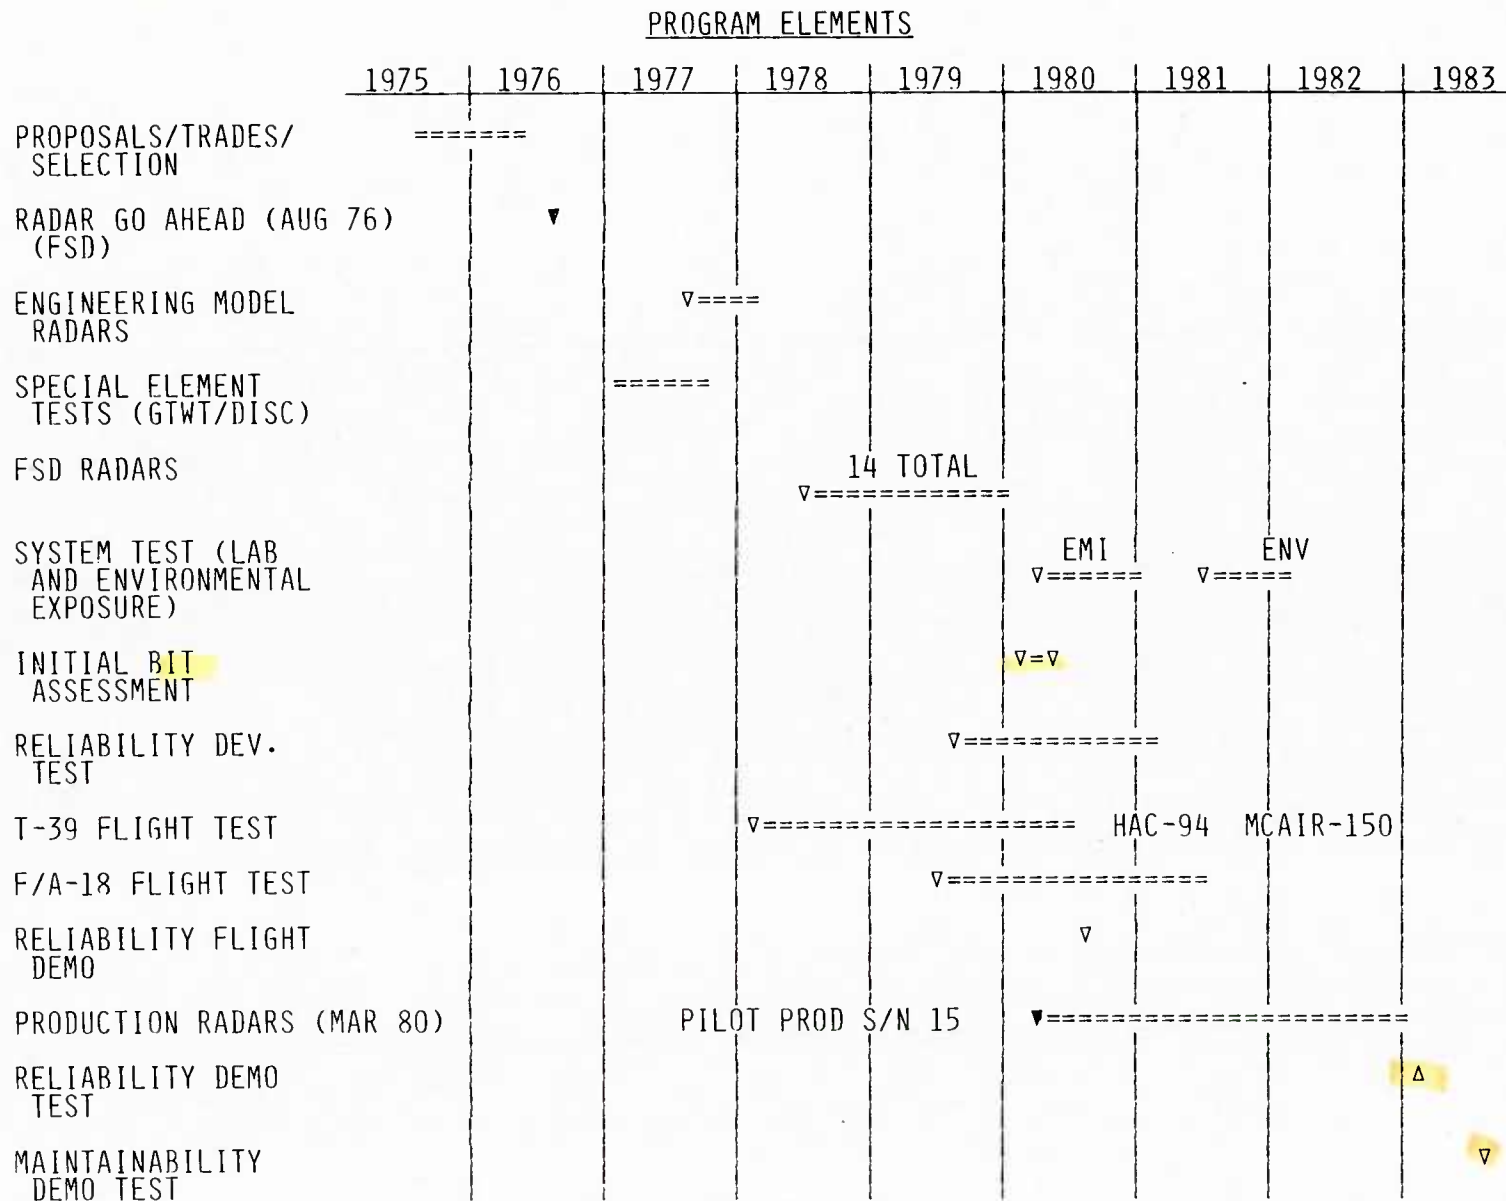 PROGRAM ELEMENTS
1975 1976 1977 1978 1979 1980 1981 1982 1983
PROPOSALS/TRADES/
SELECTION
RADAR GO AHEAD (AUG 76)
(FSD)
ENGINEERING MODEL
RADARS
SPECIAL ELEMENT
TESTS (GTWT/DISC)
FSD RADARS
14 TOTAL
SYSTEM TEST (LAB
AND ENVIRONMENTAL
EXPOSURE)
EMI
ENV
INITIAL BIT
ASSESSMENT
RELIABILITY DEV.
TEST
T-39 FLIGHT TEST HAC-94 MCAIR-150
F/A-18 FLIGHT TEST
RELIABILITY FLIGHT
DEMO
PRODUCTION RADARS (MAR 80) PILOT PROD S/N 15
RELIABILITY DEMO
TEST
MAINTAINABILITY
DEMO TEST